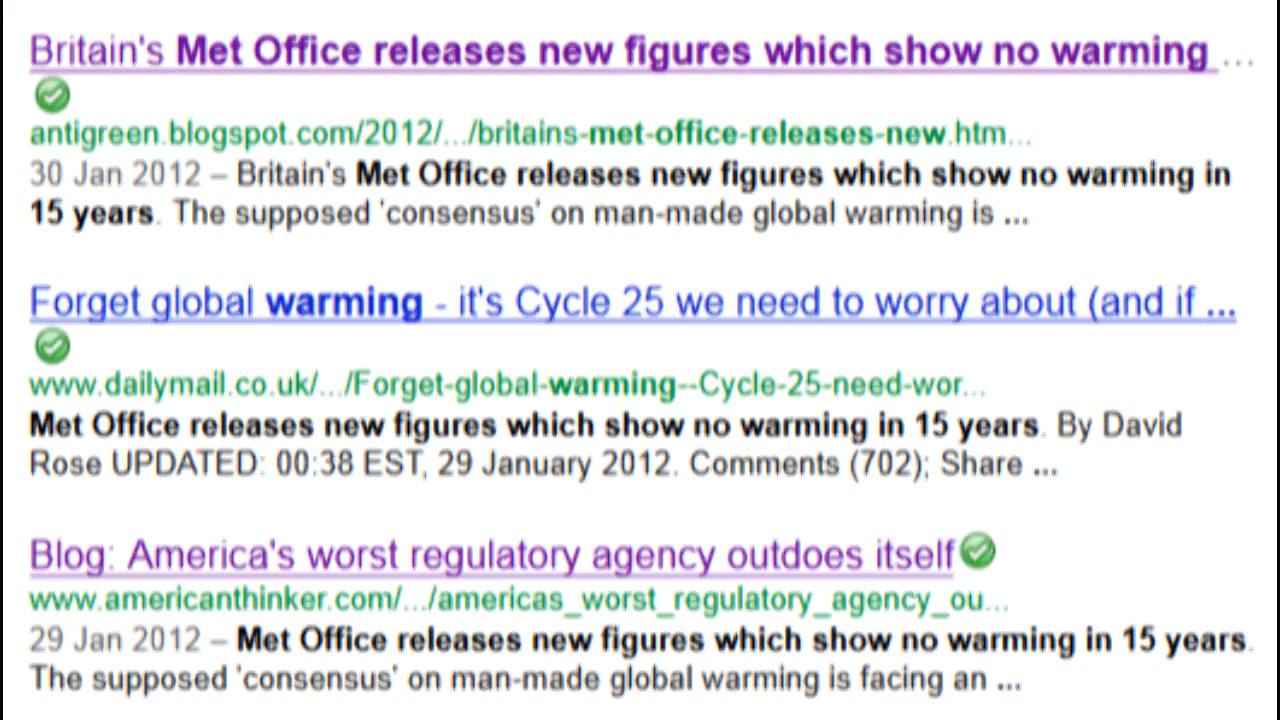 Britain's Met Office releases new figures which show no warming ...
antigreen.blogspot.com/2012/.../britains-met-office-releases-new.htm...
30 Jan 2012 – Britain's Met Office releases new figures which show no warming in
15 years. The supposed 'consensus' on man-made global warming is ...
Forget global warming - it's Cycle 25 we need to worry about (and if ...
www.dailymail.co.uk/.../Forget-global-warming--Cycle-25-need-wor...
Met Office releases new figures which show no warming in 15 years. By David
Rose UPDATED: 00:38 EST, 29 January 2012. Comments (702); Share ...
Blog: America's worst regulatory agency outdoes itself
www.americanthinker.com/.../americas_worst_regulatory_agency_ou...
29 Jan 2012 – Met Office releases new figures which show no warming in 15 years.
The supposed 'consensus' on man-made global warming is facing an ...